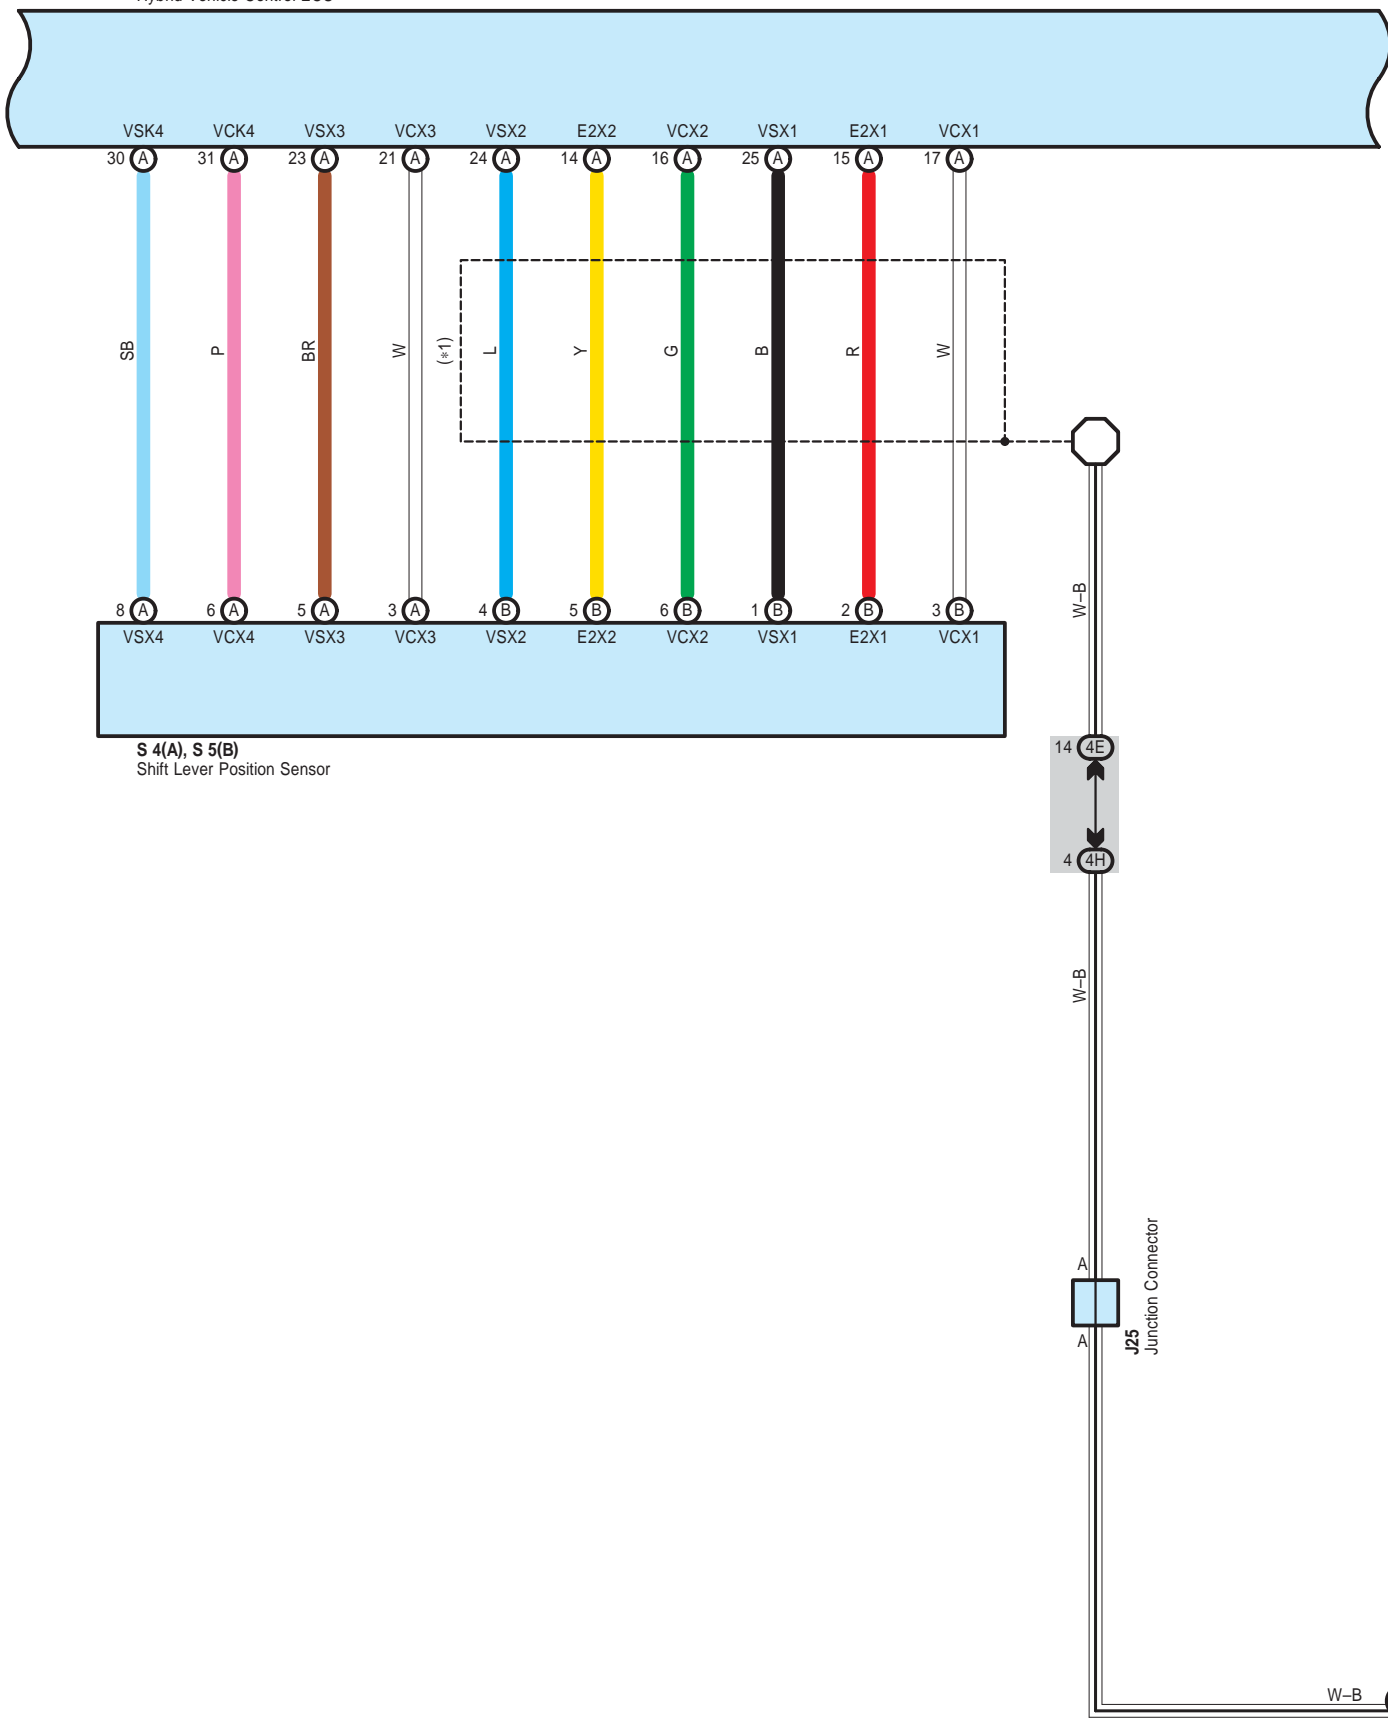 VSK4 VCK4 VSX3 VCX3 VSX2 E2X2 VCX2 VSX1 E2X1 VCX1
30 A 31 A 23 A 21 A 24 A 14 A 16 A 25 A 15 A 17 A
SB P BR W (*1) L Y G B R W
W–B
8 A 6 A 5 A 3 A 4 B 5 B 6 B 1 B 2 B 3 B
VSX4 VCX4 VSX3 VCX3 VSX2 E2X2 VCX2 VSX1 E2X1 VCX1
S 4(A), S 5(B)
Shift Lever Position Sensor
14 4E
4 4H
W–B
A
A
J25
Junction Connector
W–B